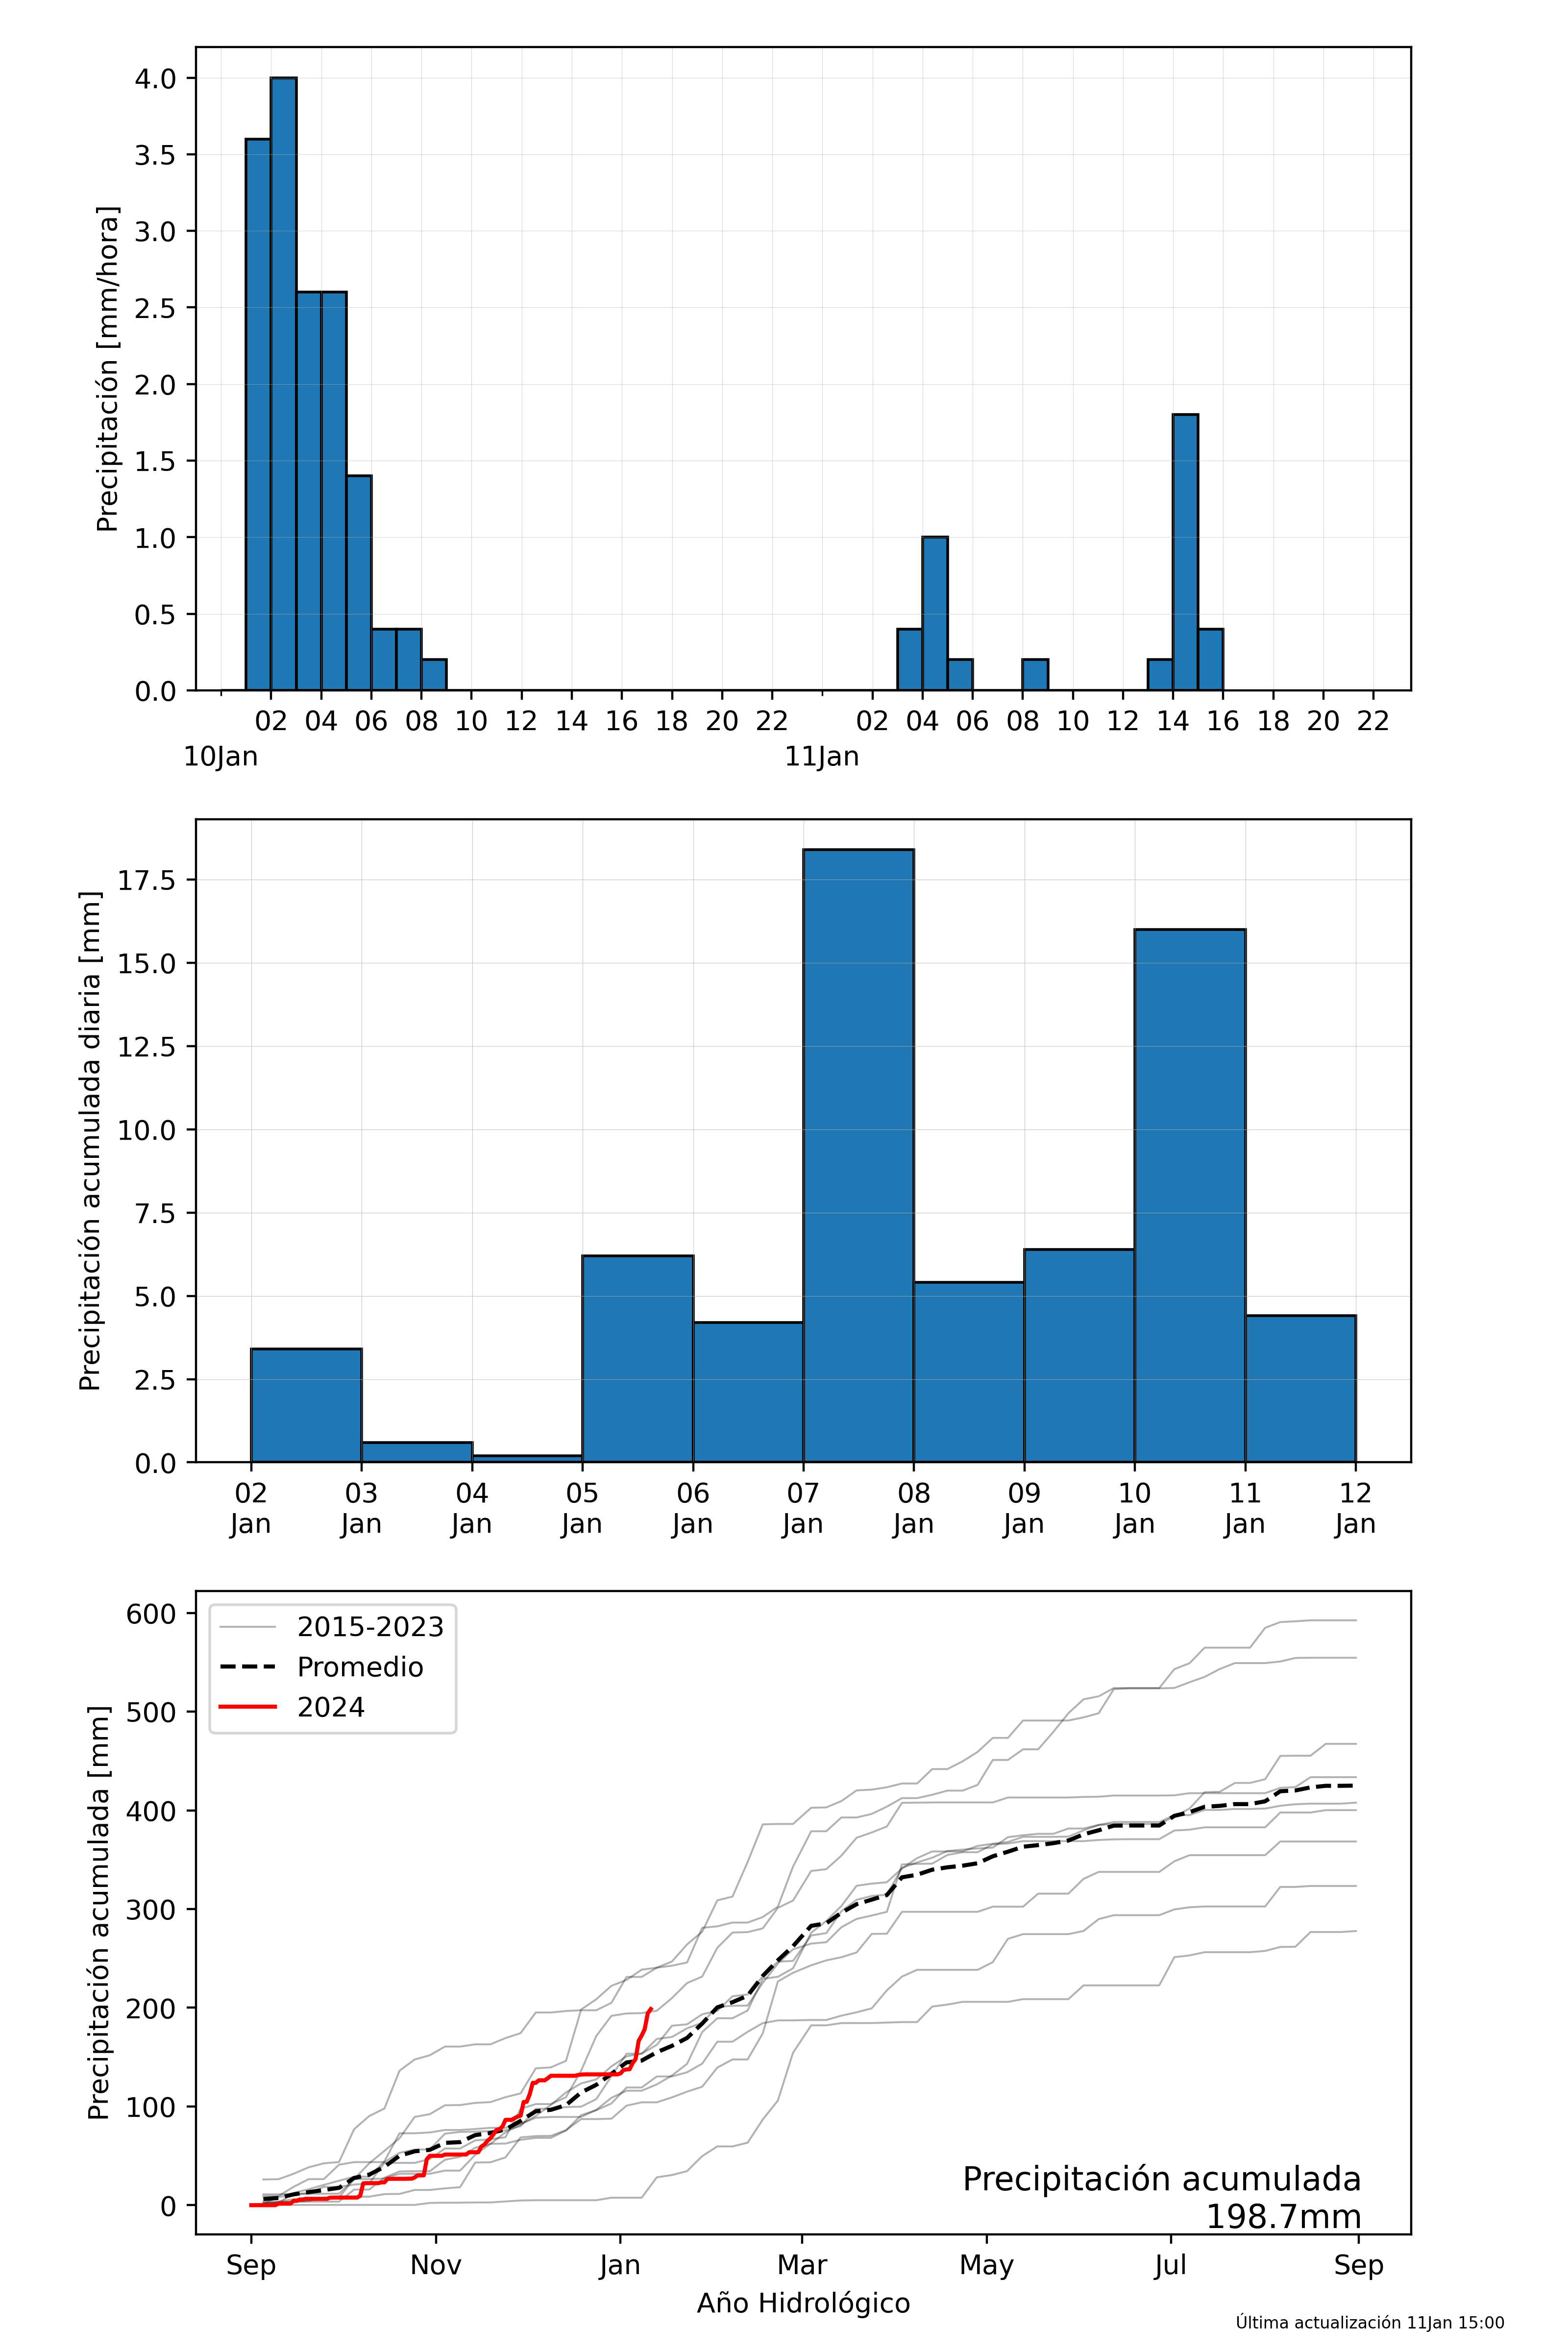 Precipitación [mm/hora]
4.0
3.5
3.0
2.5
2.0
1.5
1.0
0.5
0.0
02 04 06 08 10 12 14 16 18 20 22 02 04 06 08 10 12 14 16 18 20 22
10Jan 11Jan
Precipitación acumulada diaria [mm]
17.5
15.0
12.5
10.0
7.5
5.0
2.5
0.0
02 03 04 05 06 07 08 09 10 11 12
Jan Jan Jan Jan Jan Jan Jan Jan Jan Jan Jan
Precipitación acumulada [mm]
600
500
400
300
200
100
0
2015-2023
Promedio
2024
Precipitación acumulada
198.7mm
Sep Nov Jan Mar May Jul Sep
Año Hidrológico
Última actualización 11Jan 15:00